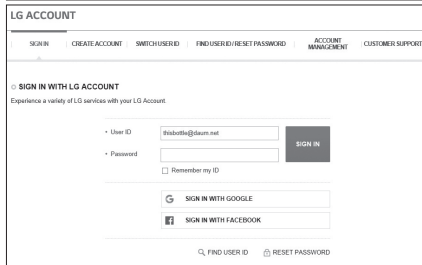 LG ACCOUNT
SIGN IN
CREATE ACCOUNT
SWITCH USER ID
FIND USER ID / RESET PASSWORD
ACCOUNT
MANAGEMENT
CUSTOMER SUPPORT
SIGN IN WITH LG ACCOUNT
Experience a variety of LG services with your LG Account.
User ID
thisbottle@daum.net
Password
SIGN IN
Remember my ID
SIGN IN WITH GOOGLE
SIGN IN WITH FACEBOOK
FIND USER ID
RESET PASSWORD